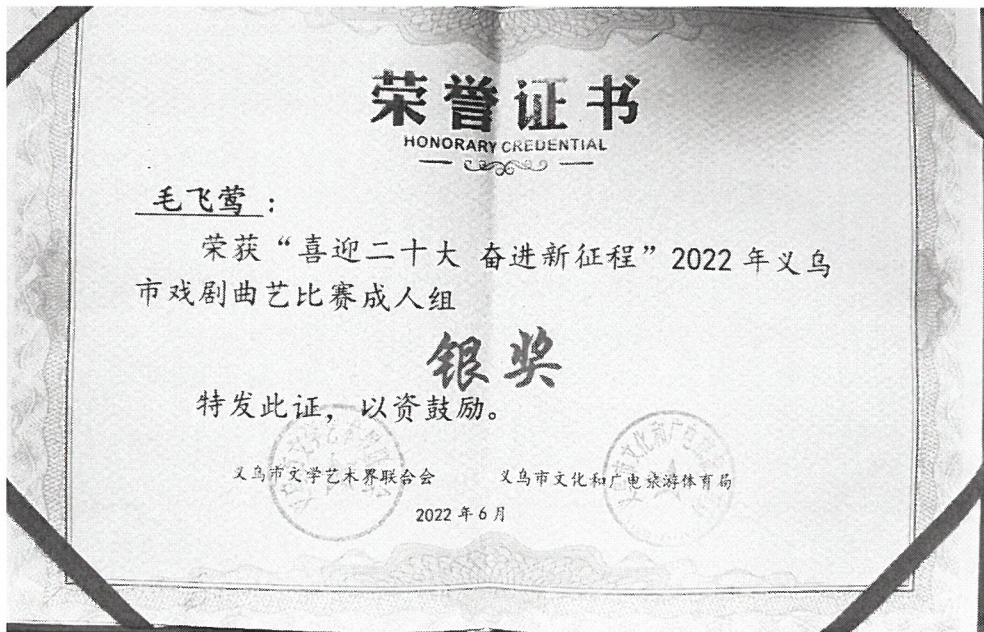 荣誉证书
HONORARY CREDENTIAL
毛飞莺：
荣获“喜迎二十大 奋进新征程”2022年义乌
市戏剧曲艺比赛成人组
银奖
特发此证，以资鼓励。
义乌市文学艺术界联合会 义乌市文化和广电旅游体育局
2022年6月